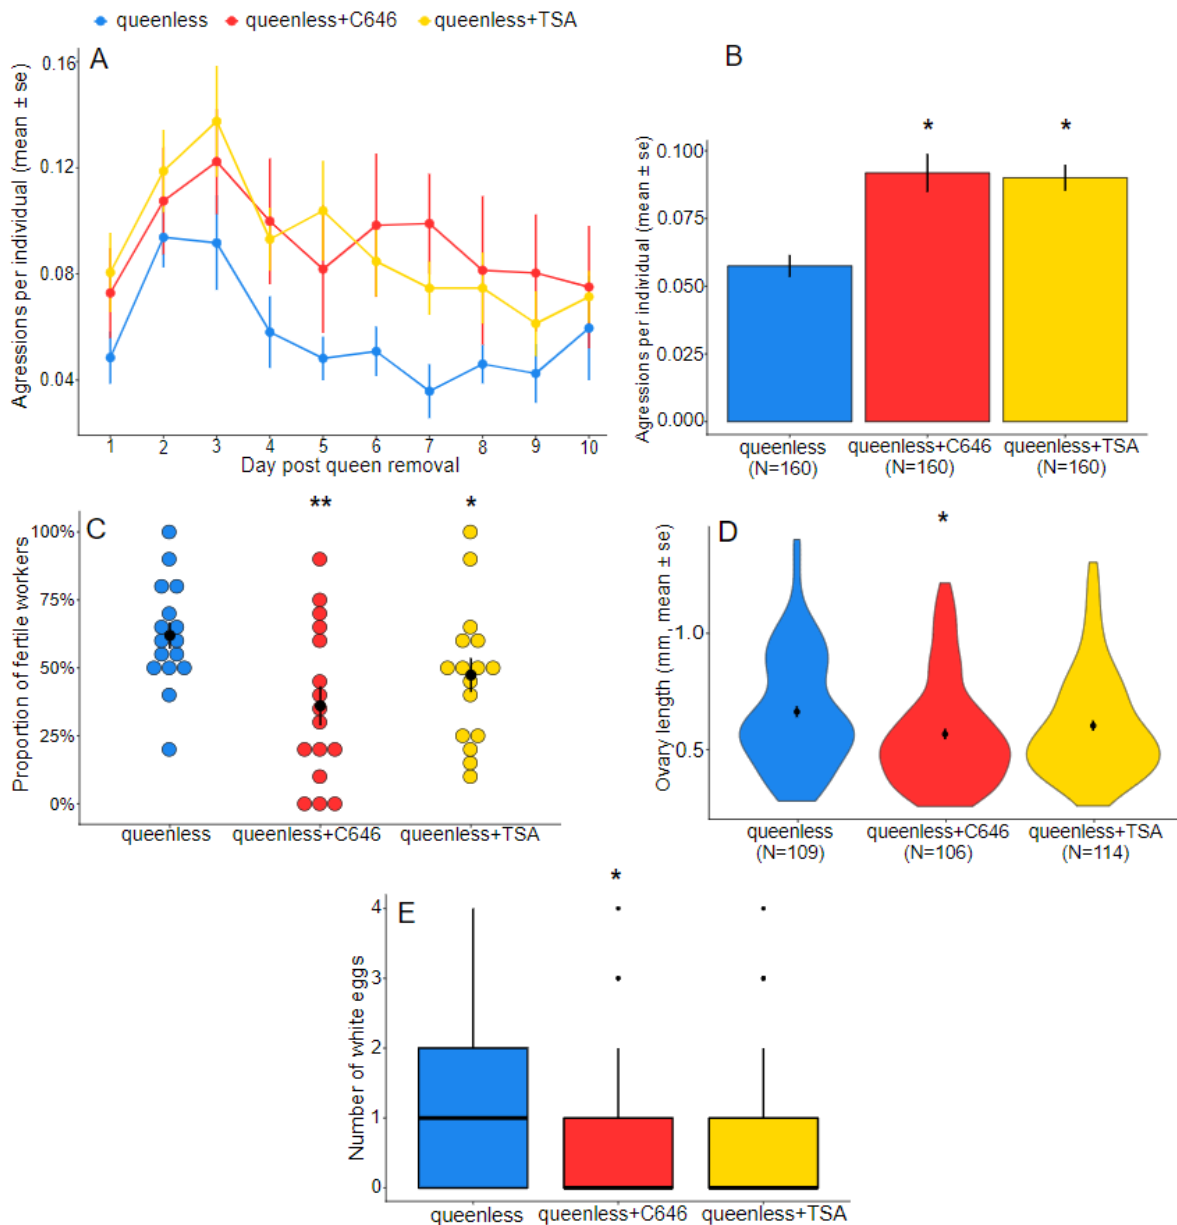 queenless queenless+C646 queenless+TSA
A
Agressions per individual (mean ± se)
0.16
0.12
0.08
0.04
1 2 3 4 5 6 7 8 9 10
Day post queen removal
B
* *
Agressions per individual (mean ± se)
0.100
0.075
0.050
0.025
0.000
queenless queenless+C646 queenless+TSA
(N=160) (N=160) (N=160)
C
** *
Proportion of fertile workers
100%
75%
50%
25%
0%
queenless queenless+C646 queenless+TSA
D
*
Ovary length (mm, mean ± se)
1.0
0.5
queenless queenless+C646 queenless+TSA
(N=109) (N=106) (N=114)
E
*
Number of white eggs
4
3
2
1
0
queenless queenless+C646 queenless+TSA